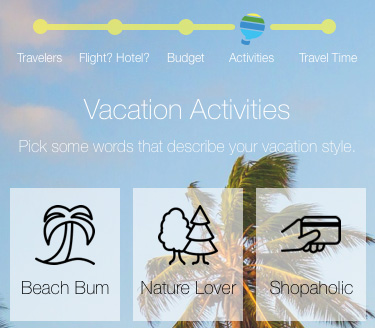 Travelers Flight? Hotel? Budget Activities Travel Time
Vacation Activities
Pick some words that describe your vacation style.
Beach Bum Nature Lover Shopaholic